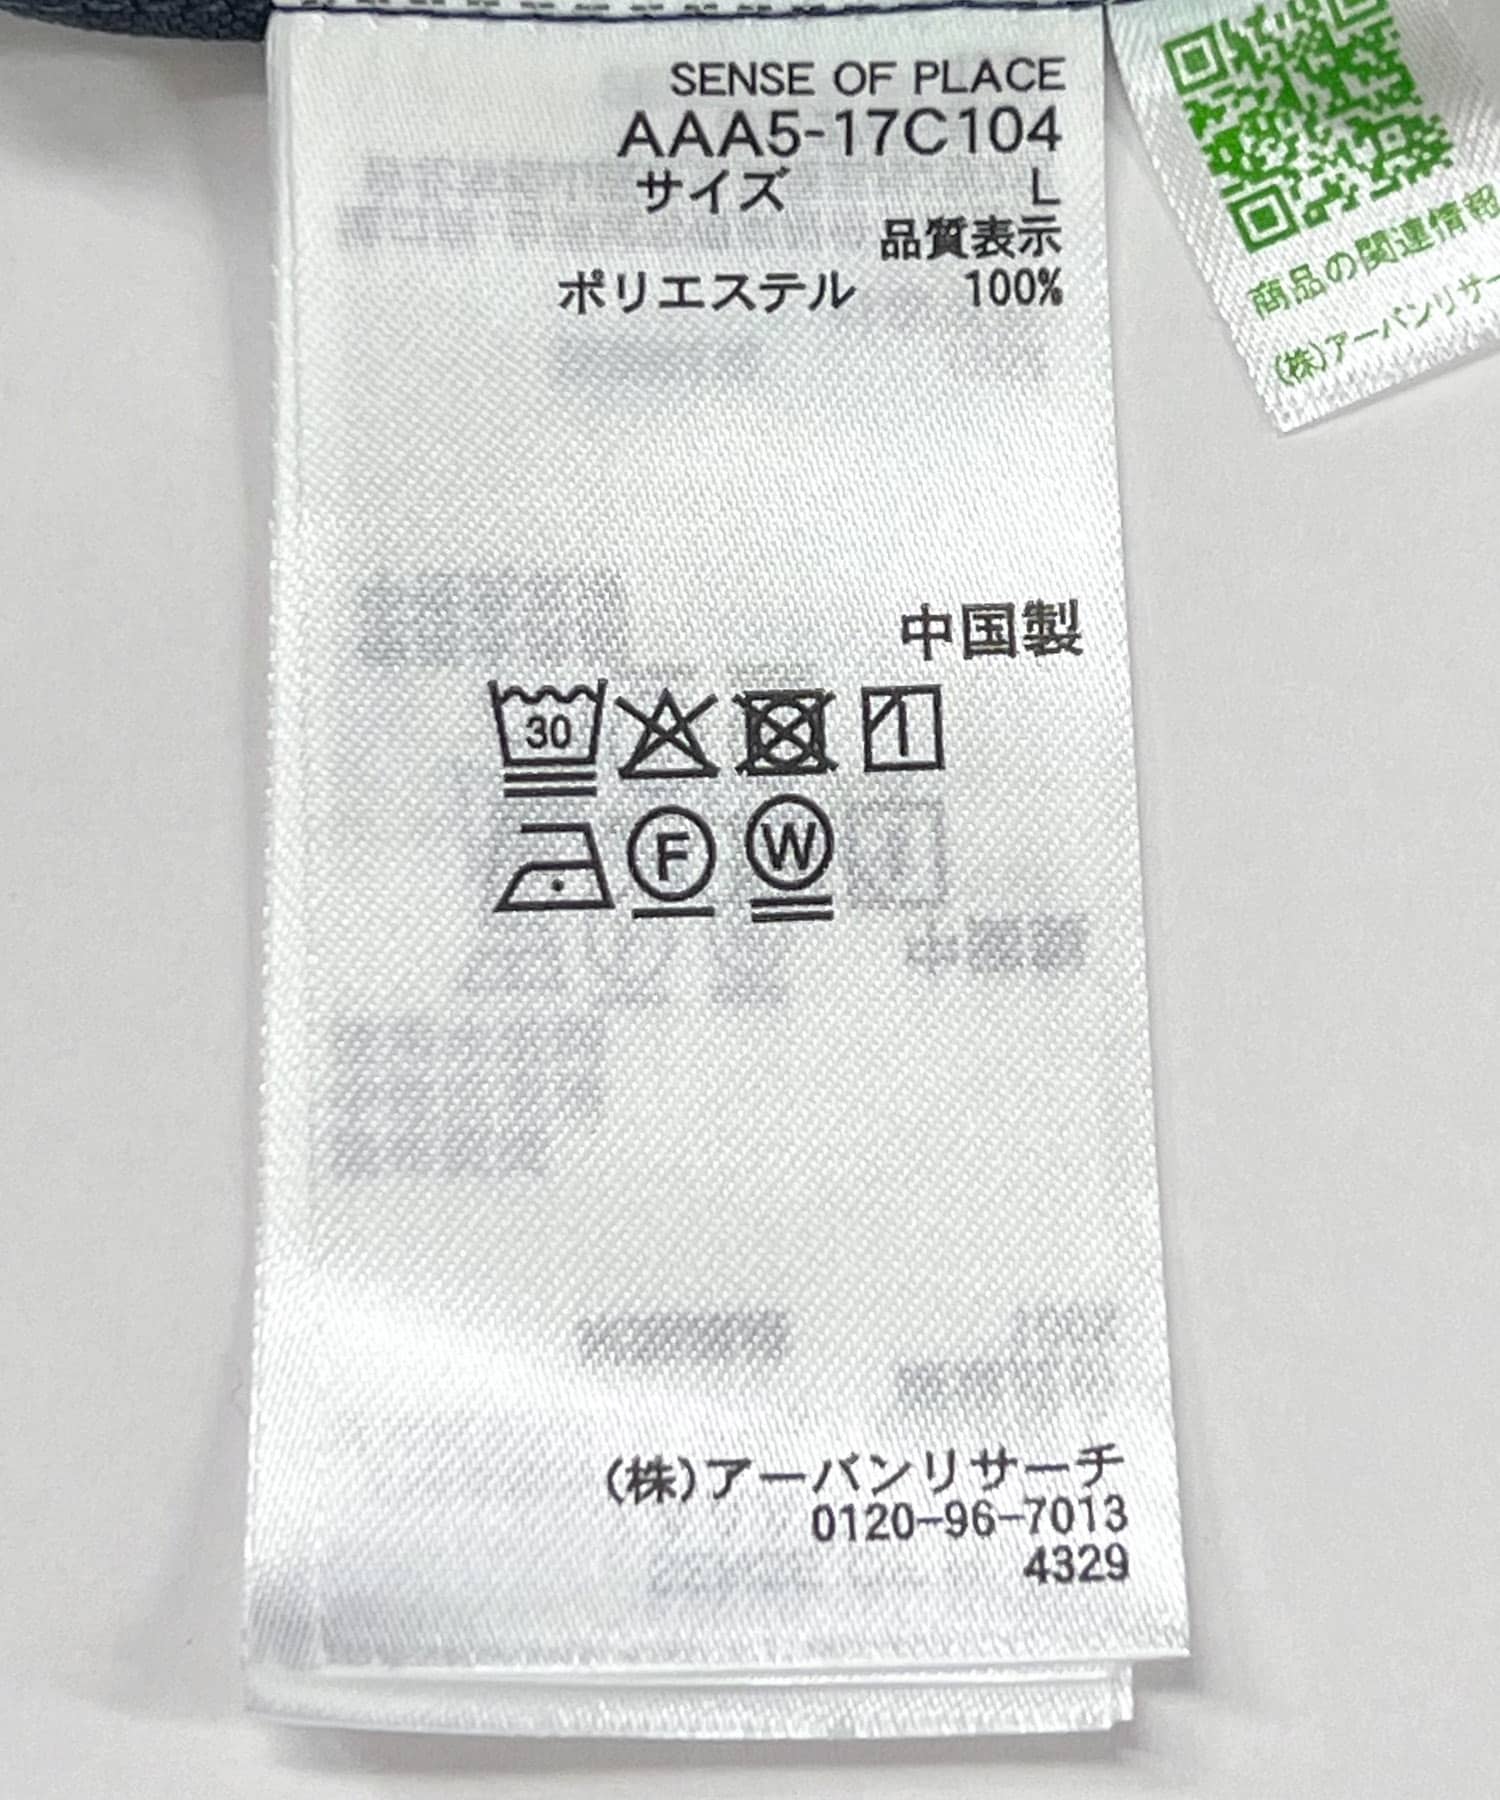 SENSE OF PLACE
AAA5-17C104
サイズ L
品質表示
ポリエステル 100%
中国製
30
F
W
(株)アーバンリサーチ
0120-96-7013
4329
商品の関連情報
(株)アーバンリサー